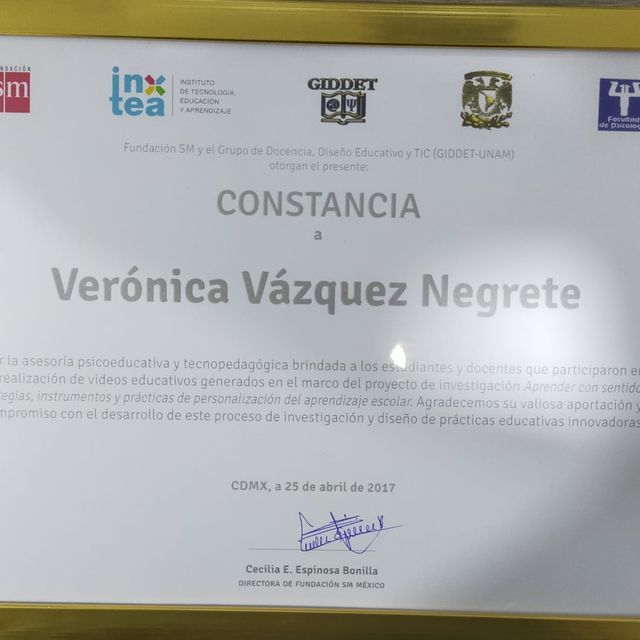 FUNDACIÓN
sm
inxtea
INSTITUTO
DE TECNOLOGÍA,
EDUCACIÓN
Y APRENDIZAJE
GIDDET
@ Ψ
Facultad
de Psicolog
Fundación SM y el Grupo de Docencia, Diseño Educativo y TIC (GIDDET-UNAM)
otorgan el presente:
CONSTANCIA
a
Verónica Vázquez Negrete
r la asesoría psicoeducativa y tecnopedagógica brindada a los estudiantes y docentes que participaron en
realización de videos educativos generados en el marco del proyecto de investigación Aprender con sentido
tegias, instrumentos y prácticas de personalización del aprendizaje escolar. Agradecemos su valiosa aportación y
mpromiso con el desarrollo de este proceso de investigación y diseño de prácticas educativas innovadoras
CDMX, a 25 de abril de 2017
Cecilia E. Espinosa Bonilla
DIRECTORA DE FUNDACIÓN SM MÉXICO